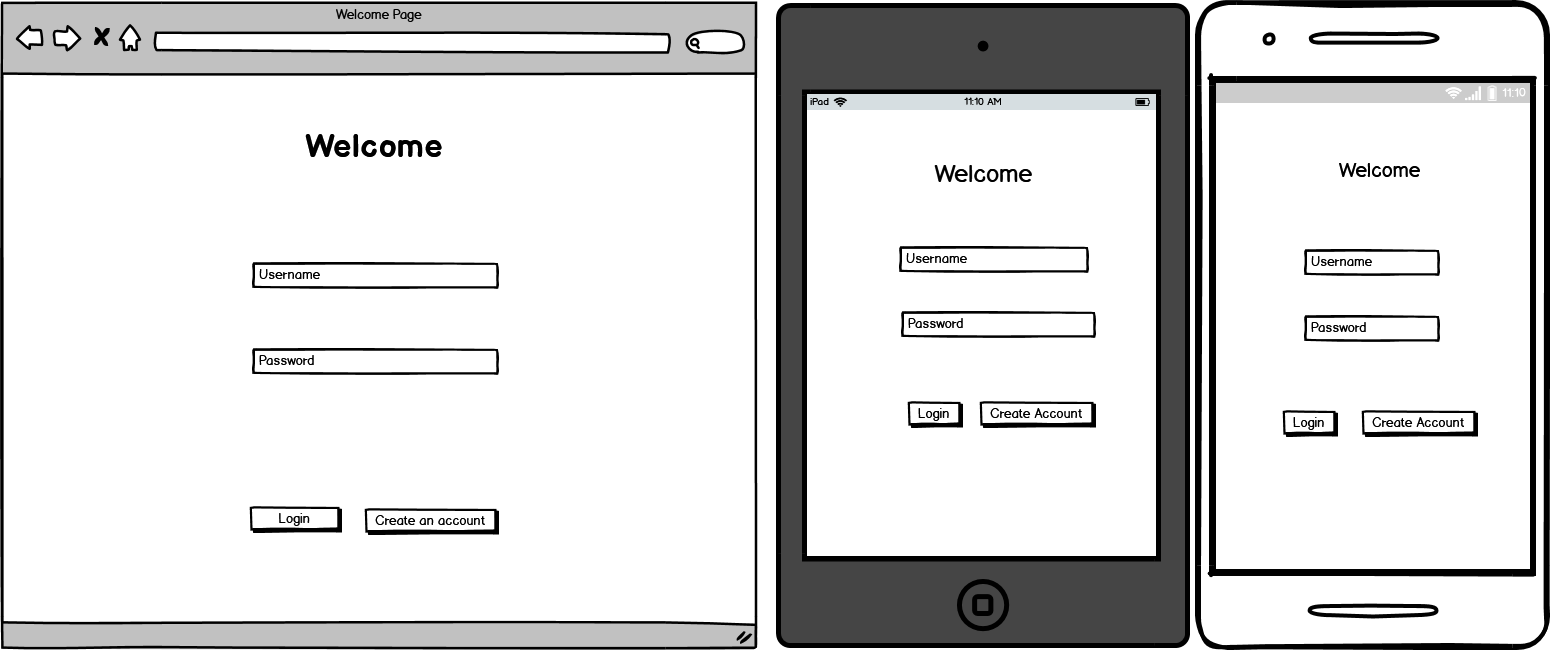 Welcome Page
Welcome
Username
Password
Login
Create an account
iPad
11:10 AM
Welcome
Username
Password
Login
Create Account
11:10
Welcome
Username
Password
Login
Create Account